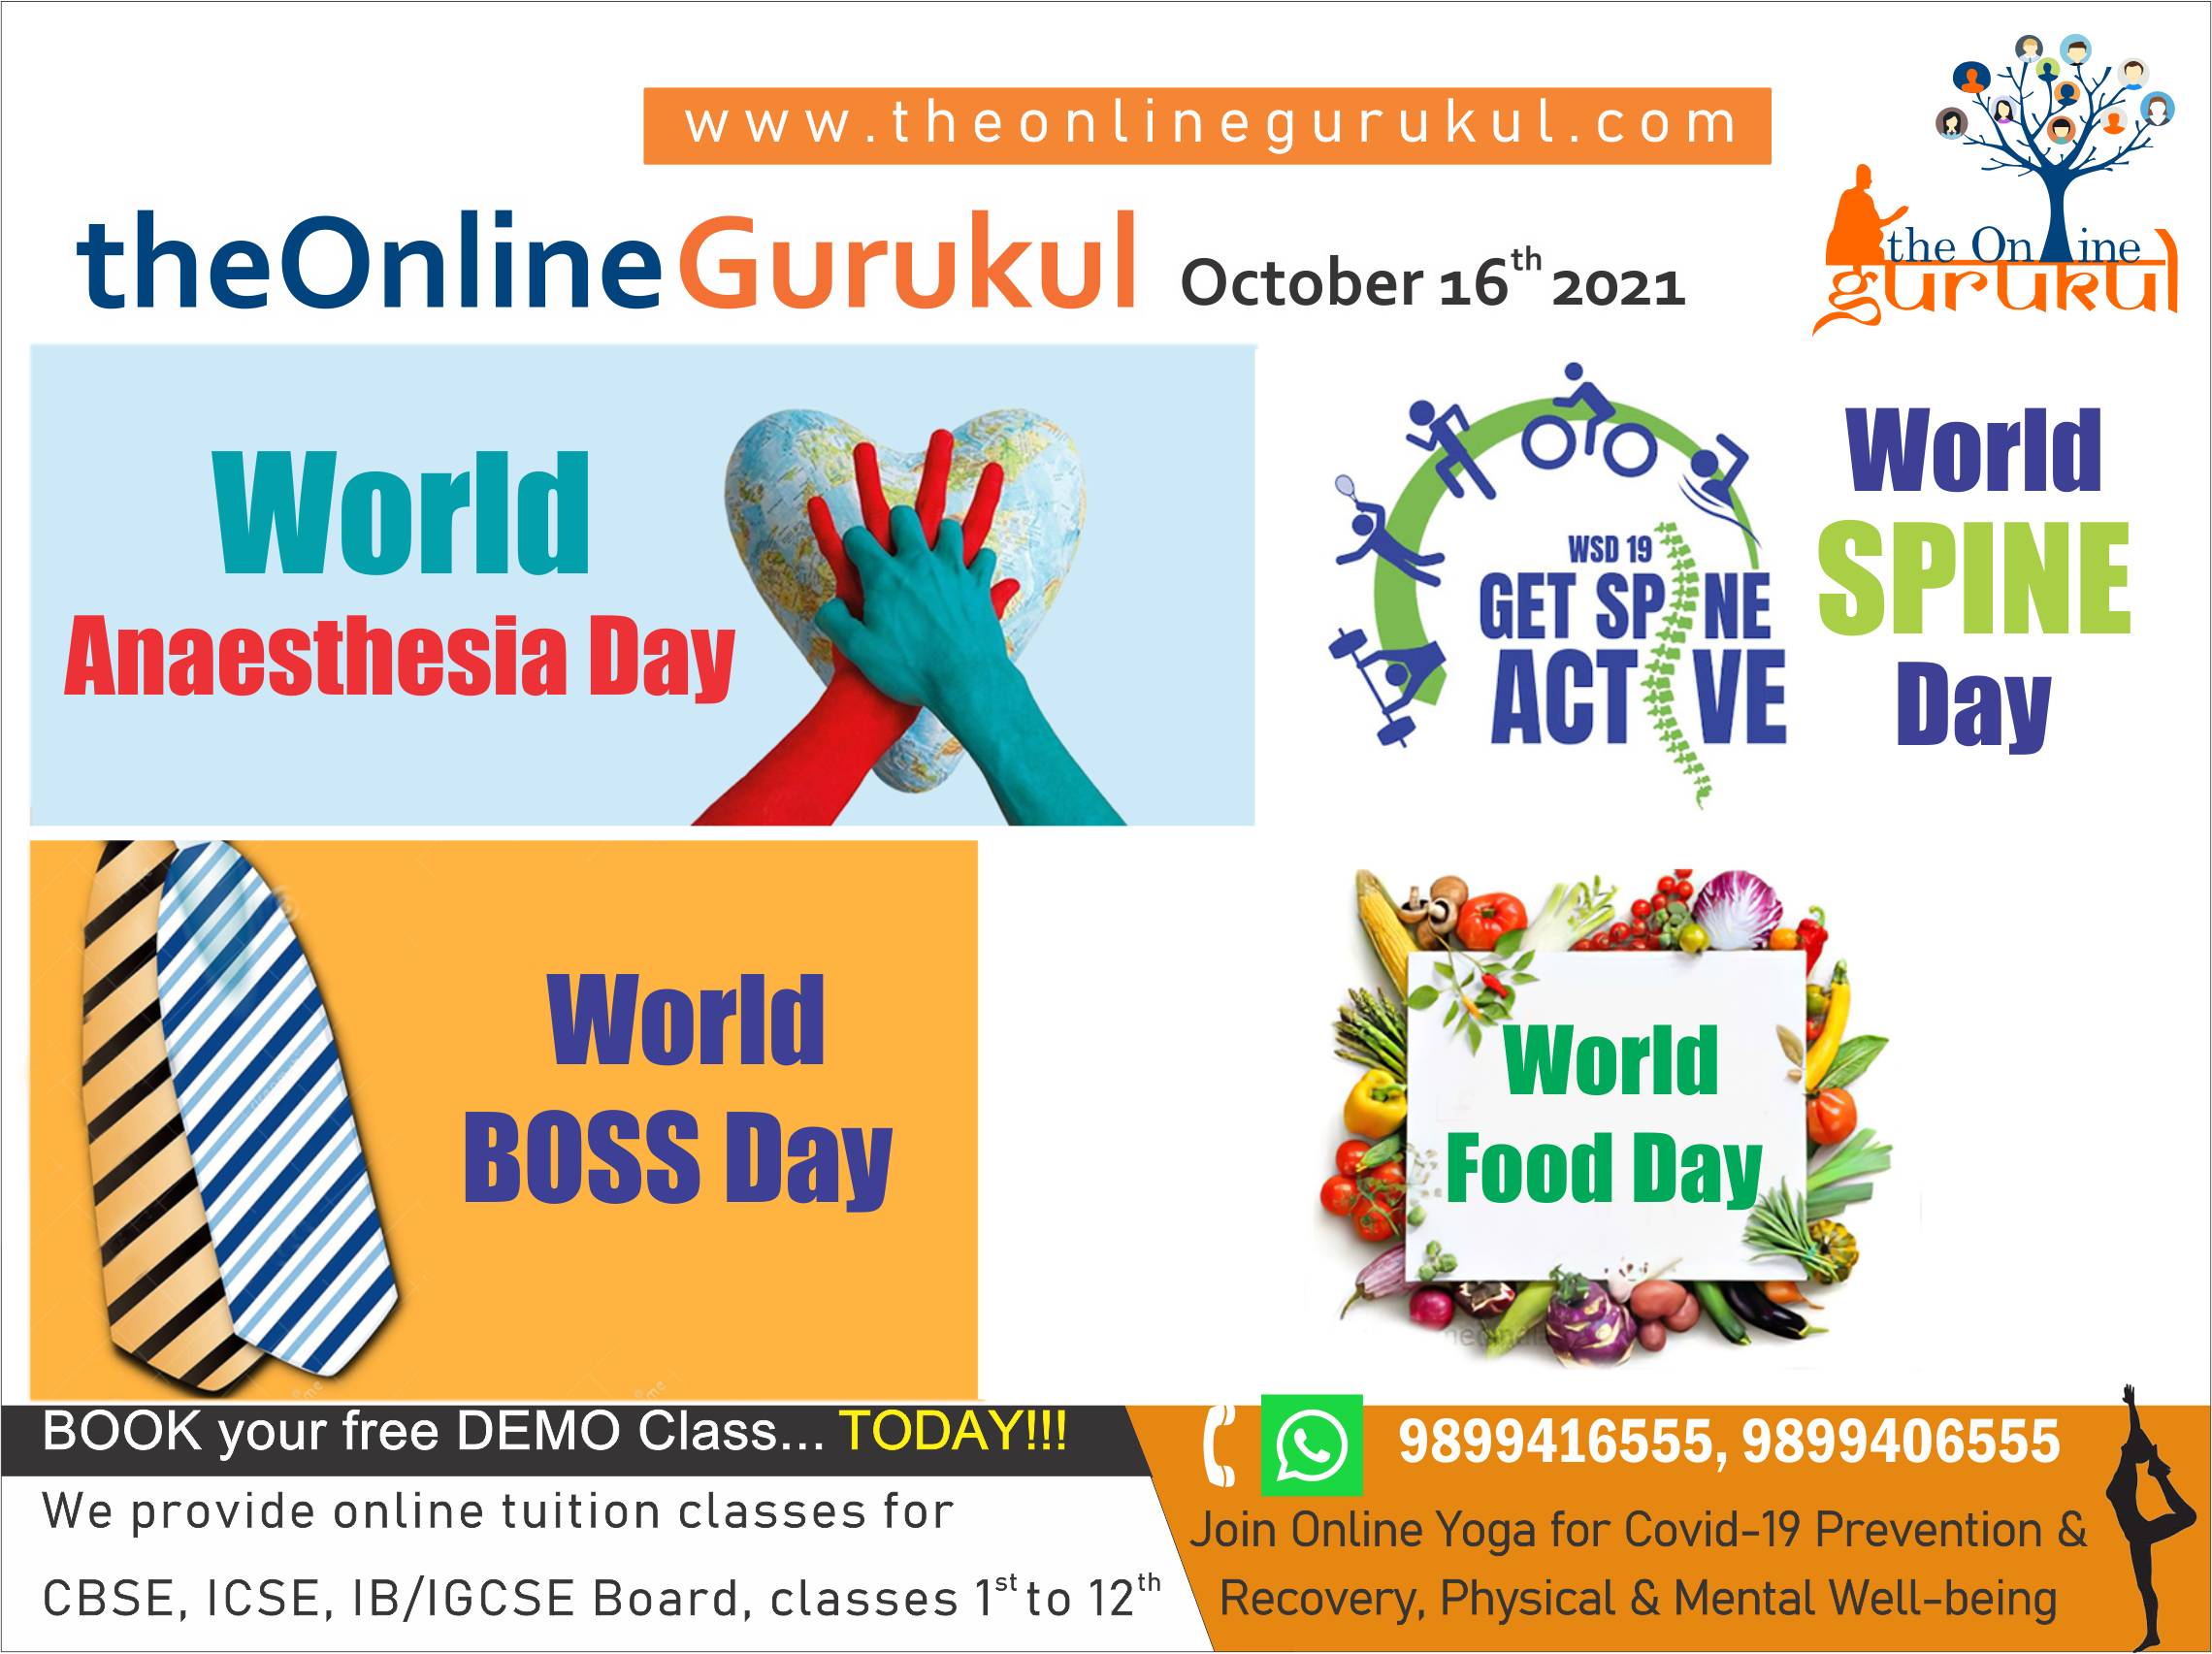 www.theonlinegurukul.com
theOnlineGurukul October 16th 2021
the Online
gurukul
World
Anaesthesia Day
WSD 19
GET SPINE
ACTIVE
World
SPINE
Day
World
BOSS Day
World
Food Day
BOOK your free DEMO Class... TODAY!!!
We provide online tuition classes for
CBSE, ICSE, IB/IGCSE Board, classes 1st to 12th
9899416555, 9899406555
Join Online Yoga for Covid-19 Prevention &
Recovery, Physical & Mental Well-being